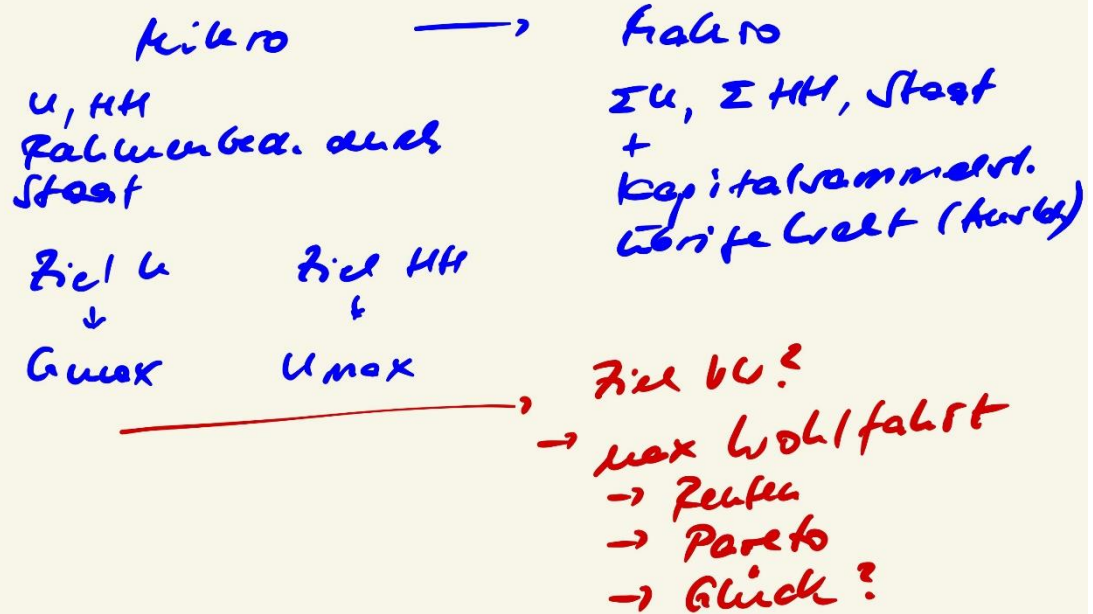 Mikro → Makro
U, HH
Rahmenbed. durch
Staat
ΣU, ΣHH, Staat
+
Kapitalsammelst.
übrige Welt (Ausld)
Ziel U Ziel HH
↓ ↓
Gmax Umax
→ Ziel VW?
→ max Wohlfahrt
→ Renten
→ Pareto
→ Glück?